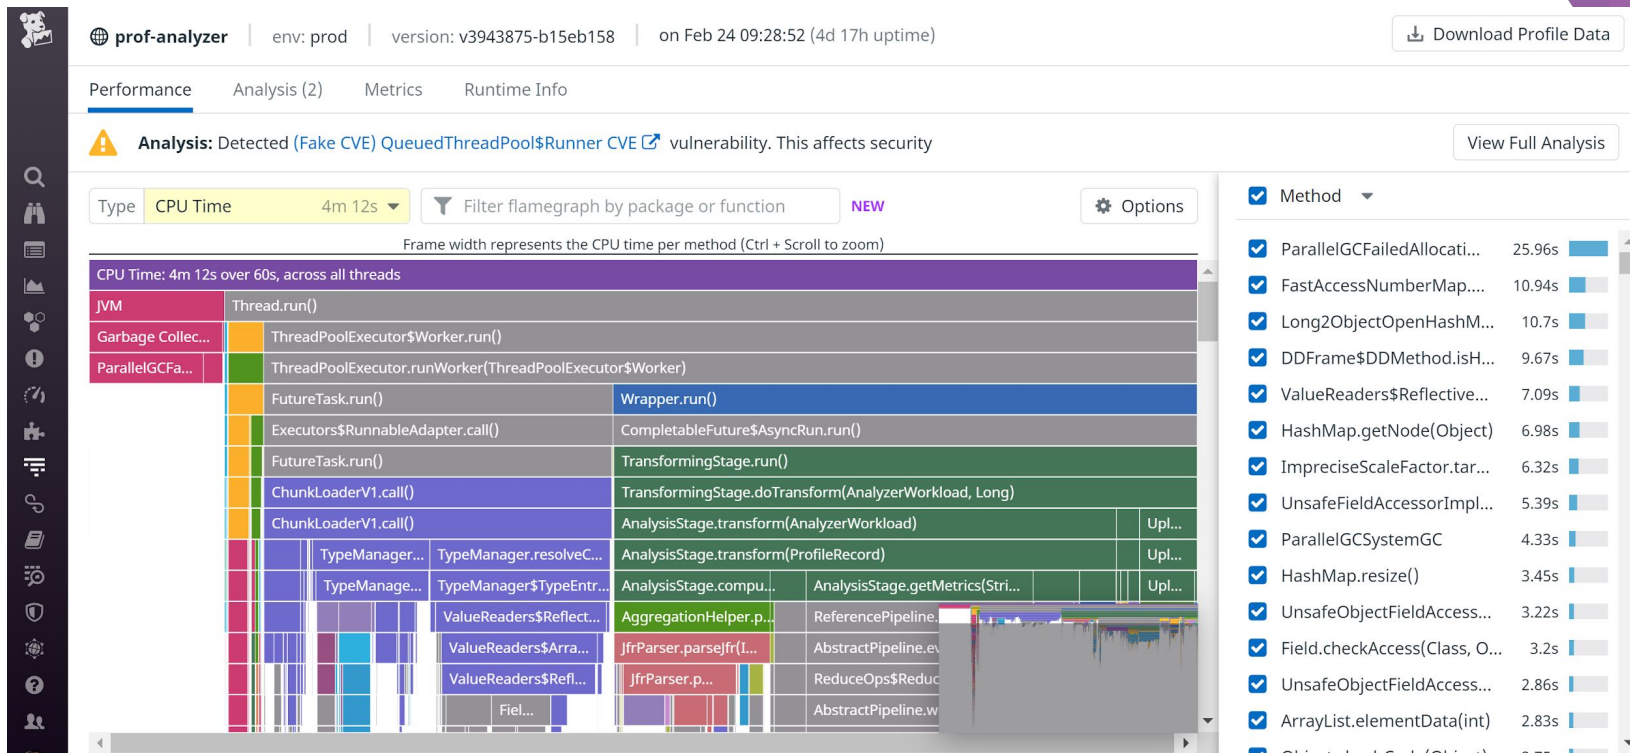 prof-analyzer env: prod version: v3943875-b15eb158 on Feb 24 09:28:52 (4d 17h uptime) Download Profile Data
Performance Analysis (2) Metrics Runtime Info
Analysis: Detected (Fake CVE) QueuedThreadPool$Runner CVE vulnerability. This affects security View Full Analysis
Type CPU Time 4m 12s Filter flamegraph by package or function NEW Options
Frame width represents the CPU time per method (Ctrl + Scroll to zoom)
CPU Time: 4m 12s over 60s, across all threads
JVM Thread.run()
Garbage Collec... ThreadPoolExecutor$Worker.run()
ParallelGCFa... ThreadPoolExecutor.runWorker(ThreadPoolExecutor$Worker)
FutureTask.run() Wrapper.run()
Executors$RunnableAdapter.call() CompletableFuture$AsyncRun.run()
FutureTask.run() TransformingStage.run()
ChunkLoaderV1.call() TransformingStage.doTransform(AnalyzerWorkload, Long)
ChunkLoaderV1.call() AnalysisStage.transform(AnalyzerWorkload) Upl...
TypeManager... TypeManager.resolveC... AnalysisStage.transform(ProfileRecord) Upl...
TypeManage... TypeManager$TypeEntr... AnalysisStage.compu... AnalysisStage.getMetrics(Stri... Upl...
ValueReaders$Reflect... AggregationHelper.p... ReferencePipeline.
ValueReaders$Arra... JfrParser.parseJfr(I... AbstractPipeline.ev
ValueReaders$Refl... JfrParser.p... ReduceOps$Reduc
Fiel... AbstractPipeline.w
Method
ParallelGCFailedAllocati... 25.96s
FastAccessNumberMap.... 10.94s
Long2ObjectOpenHashM... 10.7s
DDFrame$DDMethod.isH... 9.67s
ValueReaders$Reflective... 7.09s
HashMap.getNode(Object) 6.98s
ImpreciseScaleFactor.tar... 6.32s
UnsafeFieldAccessorImpl... 5.39s
ParallelGCSystemGC 4.33s
HashMap.resize() 3.45s
UnsafeObjectFieldAccess... 3.22s
Field.checkAccess(Class, O... 3.2s
UnsafeObjectFieldAccess... 2.86s
ArrayList.elementData(int) 2.83s